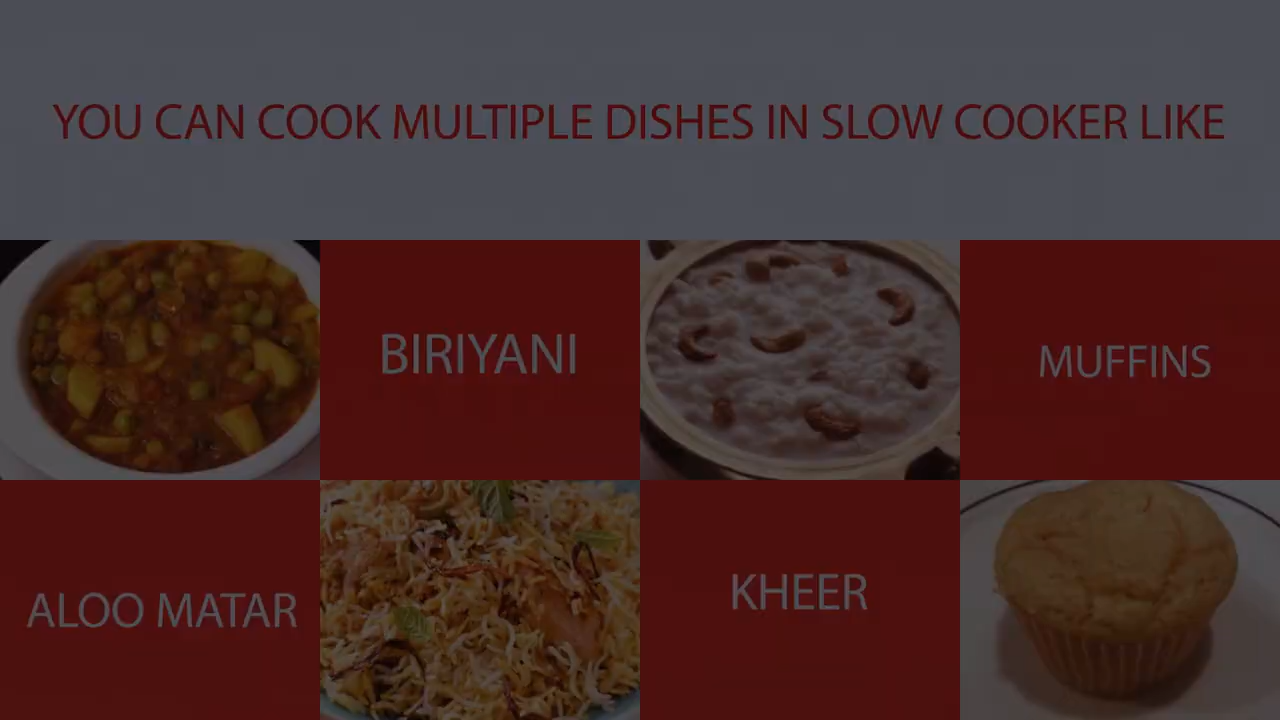 YOU CAN COOK MULTIPLE DISHES IN SLOW COOKER LIKE
BIRIYANI
MUFFINS
ALOO MATAR
KHEER